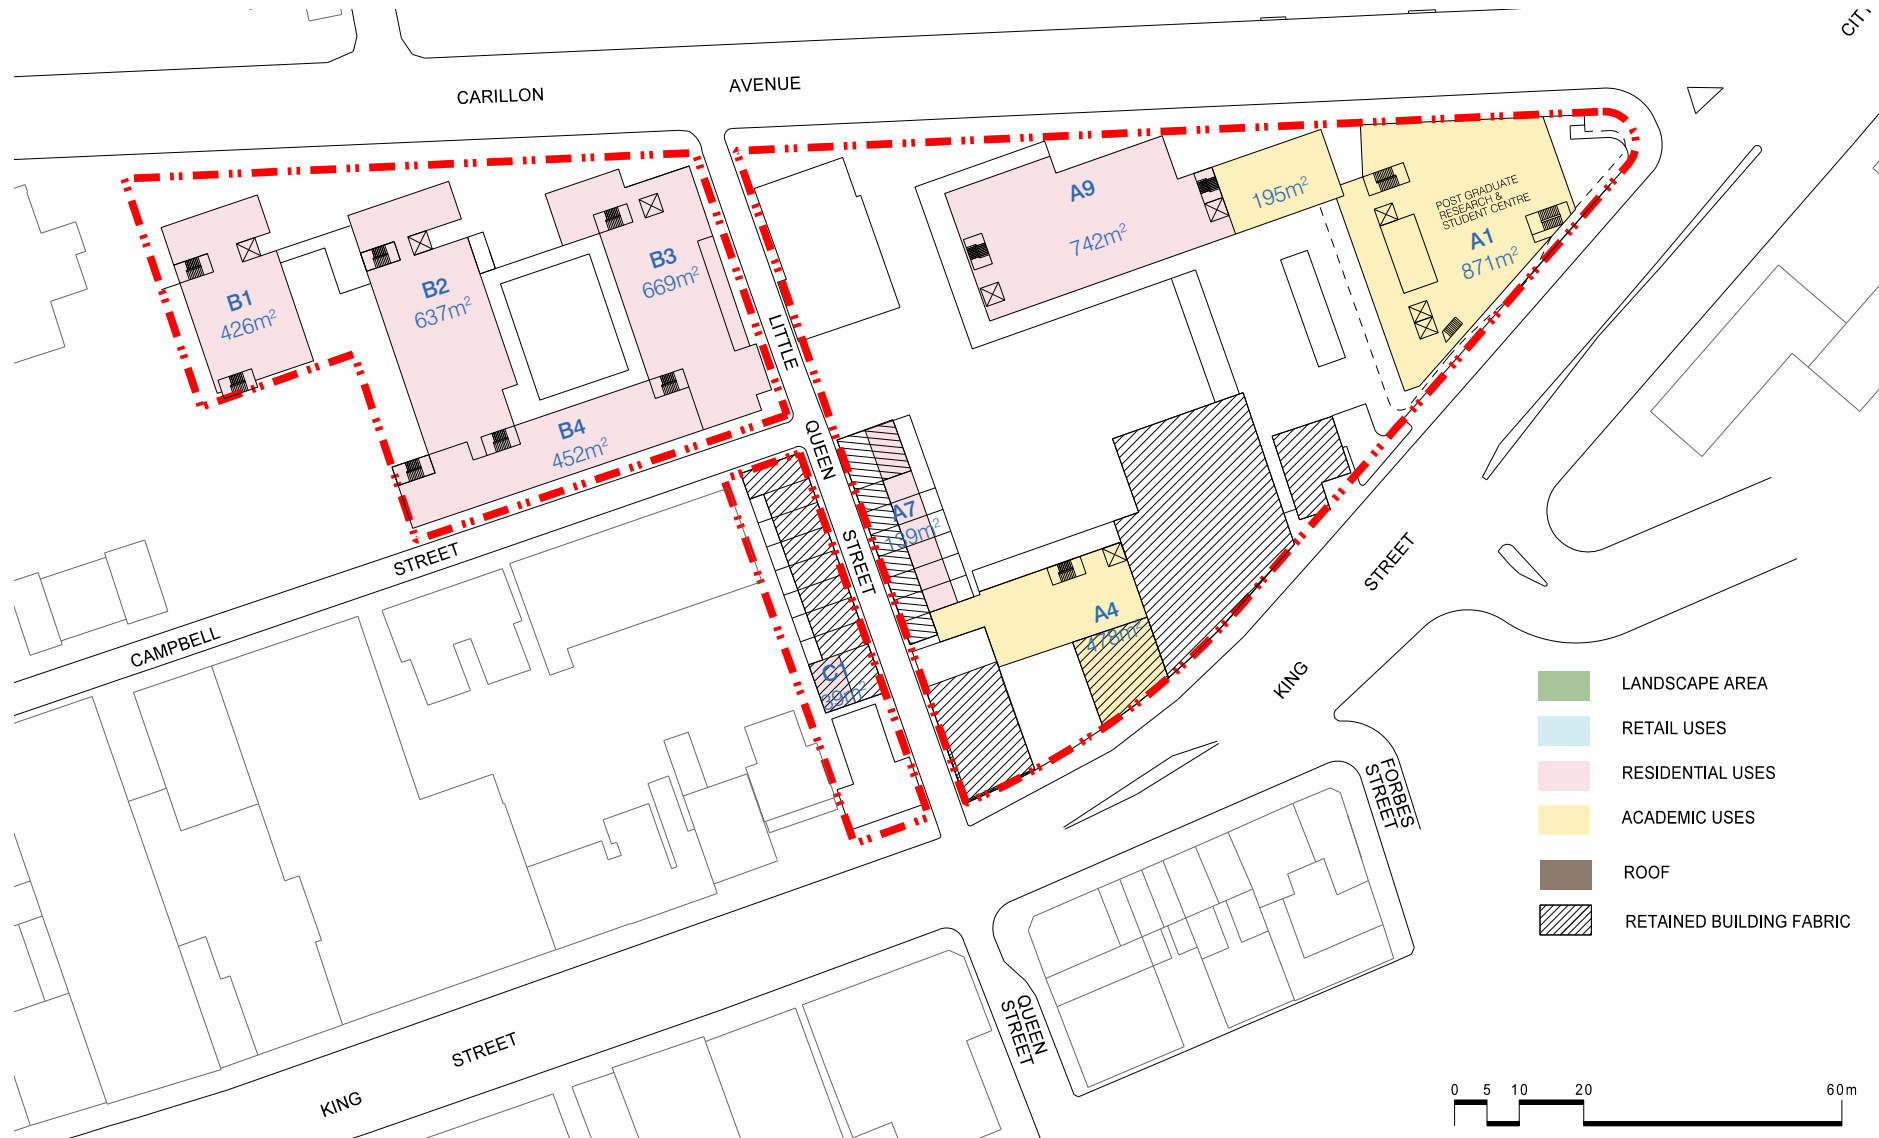 CITY
CARILLON
AVENUE
A9
742m²
195m²
POST GRADUATE
RESEARCH &
STUDENT CENTRE
A1
871m²
B1
426m²
B2
637m²
B3
669m²
B4
452m²
LITTLE
QUEEN
STREET
A7
139m²
A4
478m²
C1
39m²
CAMPBELL
STREET
KING
STREET
KING
STREET
FORBES
STREET
QUEEN
STREET
LANDSCAPE AREA
RETAIL USES
RESIDENTIAL USES
ACADEMIC USES
ROOF
RETAINED BUILDING FABRIC
0 5 10 20 60m